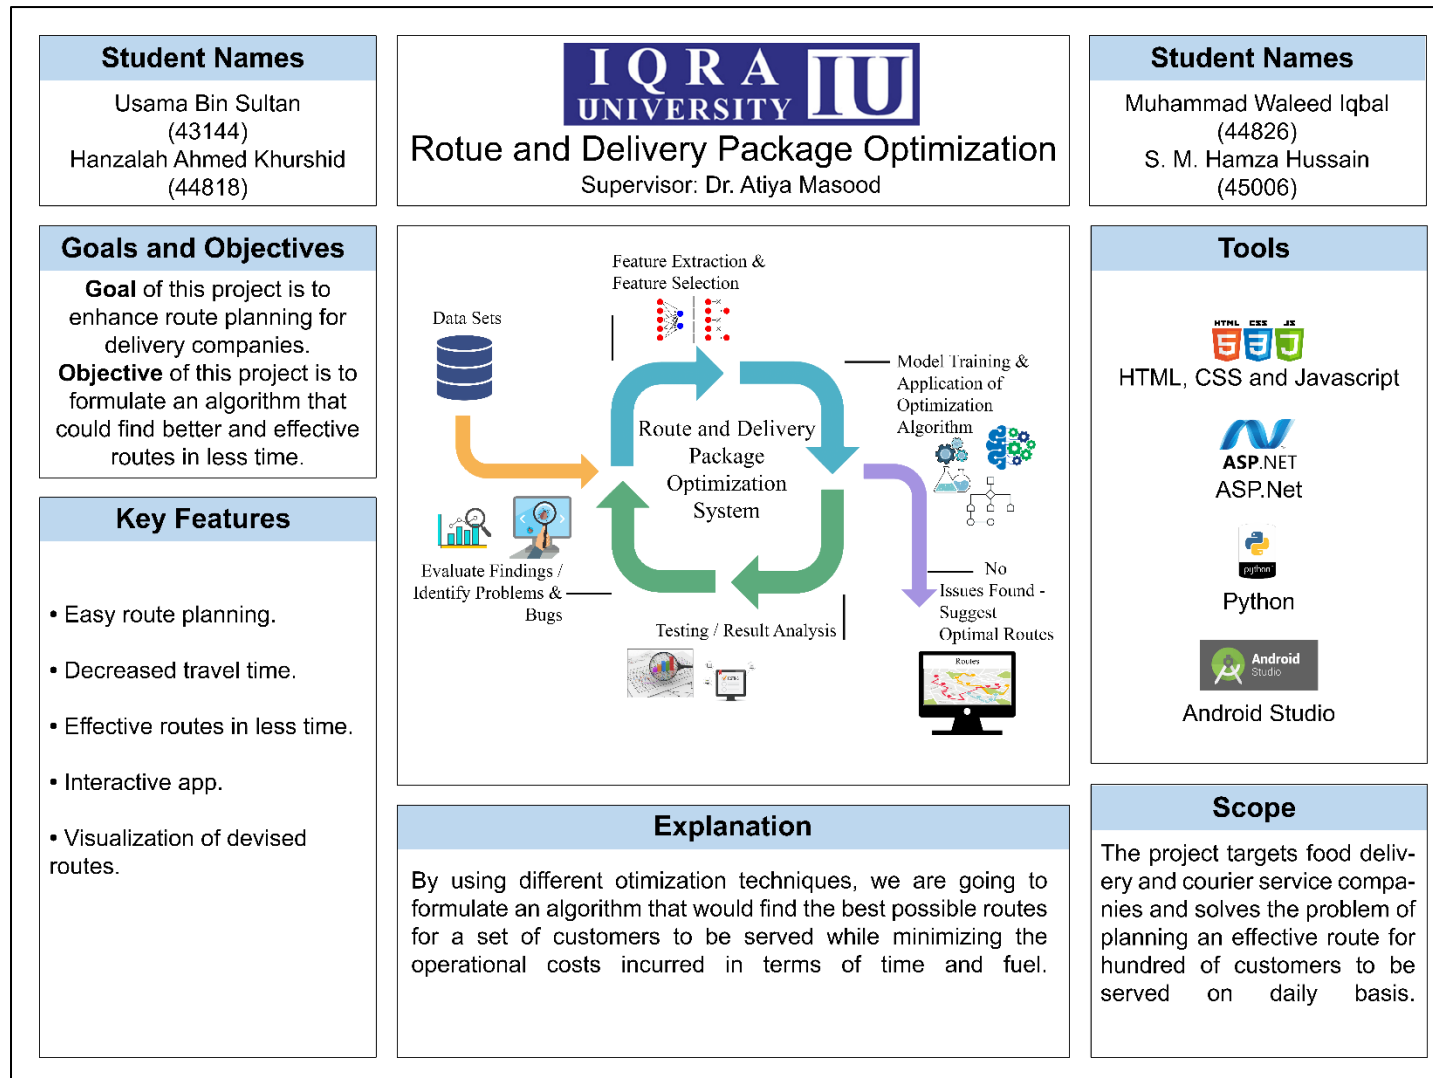 Student Names
Usama Bin Sultan
(43144)
Hanzalah Ahmed Khurshid
(44818)
IQRA
UNIVERSITY
IU
Rotue and Delivery Package Optimization
Supervisor: Dr. Atiya Masood
Student Names
Muhammad Waleed Iqbal
(44826)
S. M. Hamza Hussain
(45006)
Goals and Objectives
Goal of this project is to
enhance route planning for
delivery companies.
Objective of this project is to
formulate an algorithm that
could find better and effective
routes in less time.
Key Features
• Easy route planning.
• Decreased travel time.
• Effective routes in less time.
• Interactive app.
• Visualization of devised
routes.
Data Sets
Feature Extraction &
Feature Selection
Model Training &
Application of
Optimization
Algorithm
Route and Delivery
Package
Optimization
System
Evaluate Findings /
Identify Problems &
Bugs
Testing / Result Analysis
No
Issues Found -
Suggest
Optimal Routes
Routes
Explanation
By using different otimization techniques, we are going to
formulate an algorithm that would find the best possible routes
for a set of customers to be served while minimizing the
operational costs incurred in terms of time and fuel.
Tools
HTML CSS JS
5 3 J
HTML, CSS and Javascript
ASP.NET
ASP.Net
python
Python
Android
Studio
Android Studio
Scope
The project targets food deliv-
ery and courier service compa-
nies and solves the problem of
planning an effective route for
hundred of customers to be
served on daily basis.